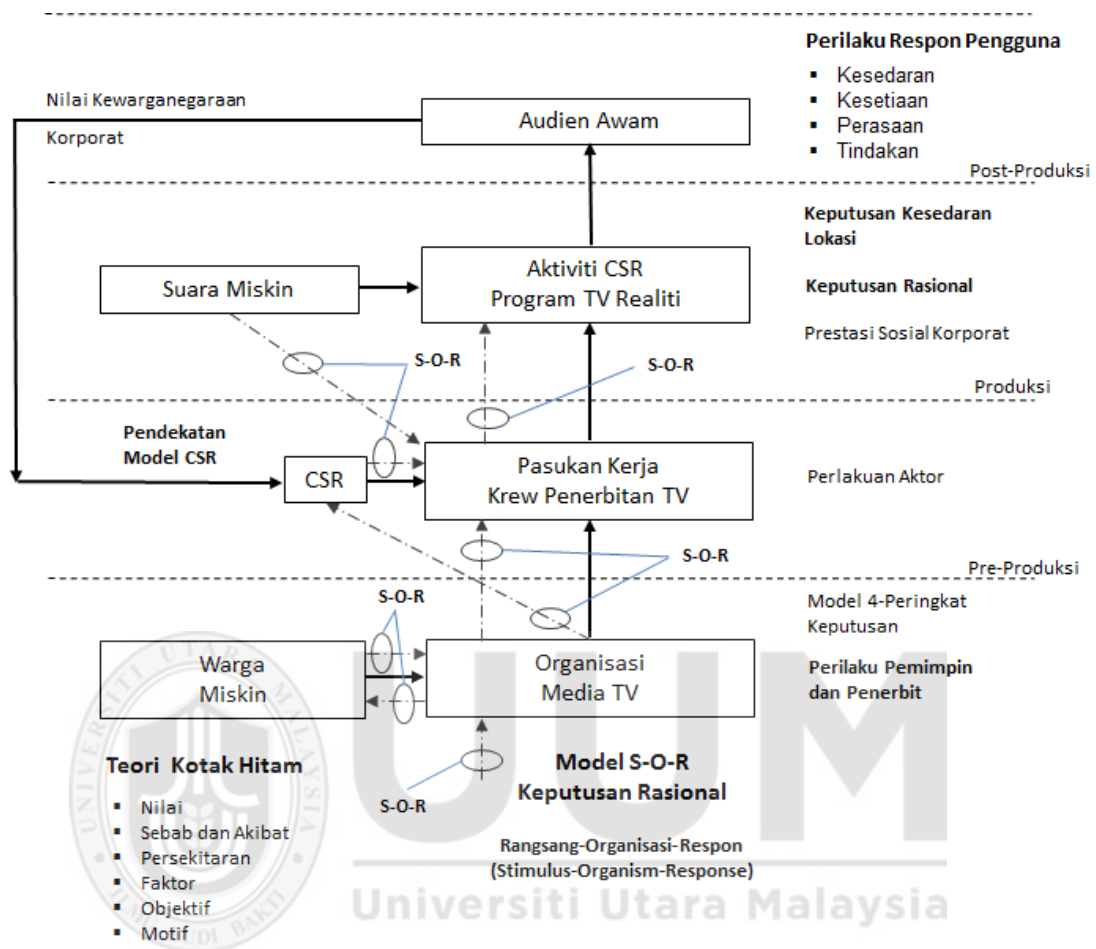 Perilaku Respon Pengguna
▪ Kesedaran
▪ Kesetiaan
▪ Perasaan
▪ Tindakan
Nilai Kewarganegaraan
Korporat
Audien Awam
Post-Produksi
Keputusan Kesedaran
Lokasi
Suara Miskin
Aktiviti CSR
Program TV Realiti
Keputusan Rasional
Prestasi Sosial Korporat
S-O-R
S-O-R
Produksi
Pendekatan
Model CSR
CSR
Pasukan Kerja
Krew Penerbitan TV
Perlakuan Aktor
S-O-R
Pre-Produksi
S-O-R
Model 4-Peringkat
Keputusan
Warga
Miskin
Organisasi
Media TV
Perilaku Pemimpin
dan Penerbit
Teori Kotak Hitam
▪ Nilai
▪ Sebab dan Akibat
▪ Persekitaran
▪ Faktor
▪ Objektif
▪ Motif
S-O-R
Model S-O-R
Keputusan Rasional
Rangsang-Organisasi-Respon
(Stimulus-Organism-Response)
UUM
Universiti Utara Malaysia
UNIVERSITI UTARA MALAYSIA